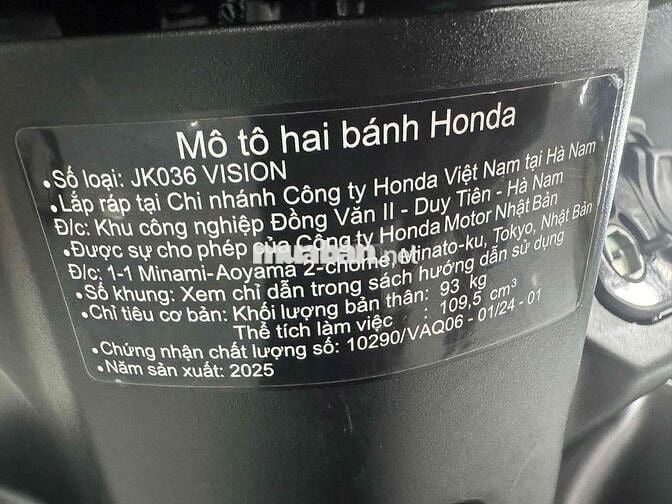 Mô tô hai bánh Honda
•Số loại: JK036 VISION
•Lắp ráp tại Chi nhánh Công ty Honda Việt Nam tại Hà Nam
Đ|c: Khu công nghiệp Đồng Văn II - Duy Tiên - Hà Nam
•Được sự cho phép của Công ty Honda Motor Nhật Bản
Đ|c: 1-1 Minami-Aoyama 2-chome, Minato-ku, Tokyo, Nhật Bản
•Số khung: Xem chỉ dẫn trong sách hướng dẫn sử dụng
•Chỉ tiêu cơ bản: Khối lượng bản thân: 93 kg
Thể tích làm việc : 109,5 cm³
•Chứng nhận chất lượng số: 10290/VAQ06 - 01/24 - 01
•Năm sản xuất: 2025
muaban.net